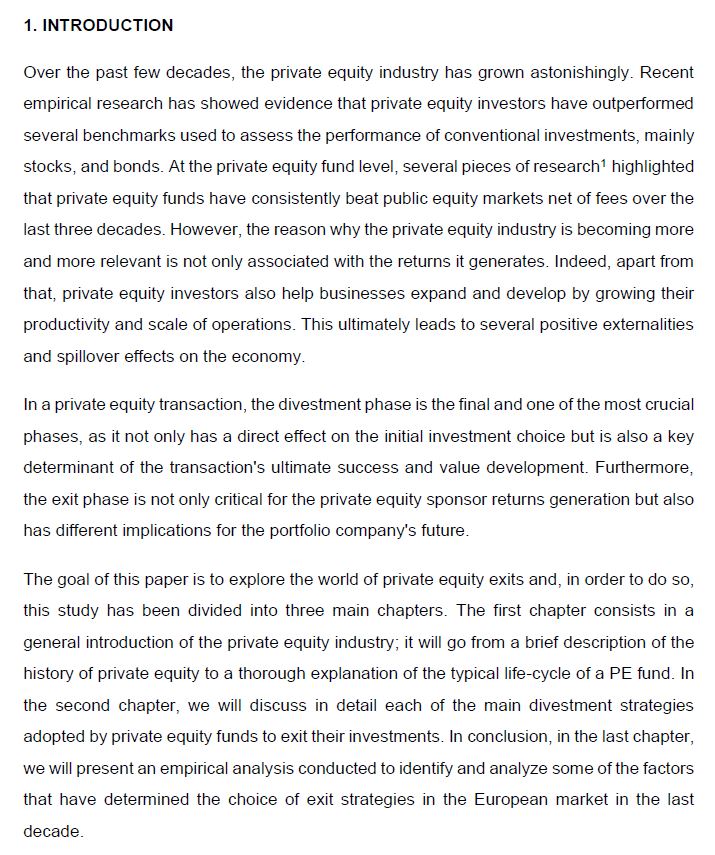 1. INTRODUCTION
Over the past few decades, the private equity industry has grown astonishingly. Recent
empirical research has showed evidence that private equity investors have outperformed
several benchmarks used to assess the performance of conventional investments, mainly
stocks, and bonds. At the private equity fund level, several pieces of research¹ highlighted
that private equity funds have consistently beat public equity markets net of fees over the
last three decades. However, the reason why the private equity industry is becoming more
and more relevant is not only associated with the returns it generates. Indeed, apart from
that, private equity investors also help businesses expand and develop by growing their
productivity and scale of operations. This ultimately leads to several positive externalities
and spillover effects on the economy.
In a private equity transaction, the divestment phase is the final and one of the most crucial
phases, as it not only has a direct effect on the initial investment choice but is also a key
determinant of the transaction's ultimate success and value development. Furthermore,
the exit phase is not only critical for the private equity sponsor returns generation but also
has different implications for the portfolio company's future.
The goal of this paper is to explore the world of private equity exits and, in order to do so,
this study has been divided into three main chapters. The first chapter consists in a
general introduction of the private equity industry; it will go from a brief description of the
history of private equity to a thorough explanation of the typical life-cycle of a PE fund. In
the second chapter, we will discuss in detail each of the main divestment strategies
adopted by private equity funds to exit their investments. In conclusion, in the last chapter,
we will present an empirical analysis conducted to identify and analyze some of the factors
that have determined the choice of exit strategies in the European market in the last
decade.